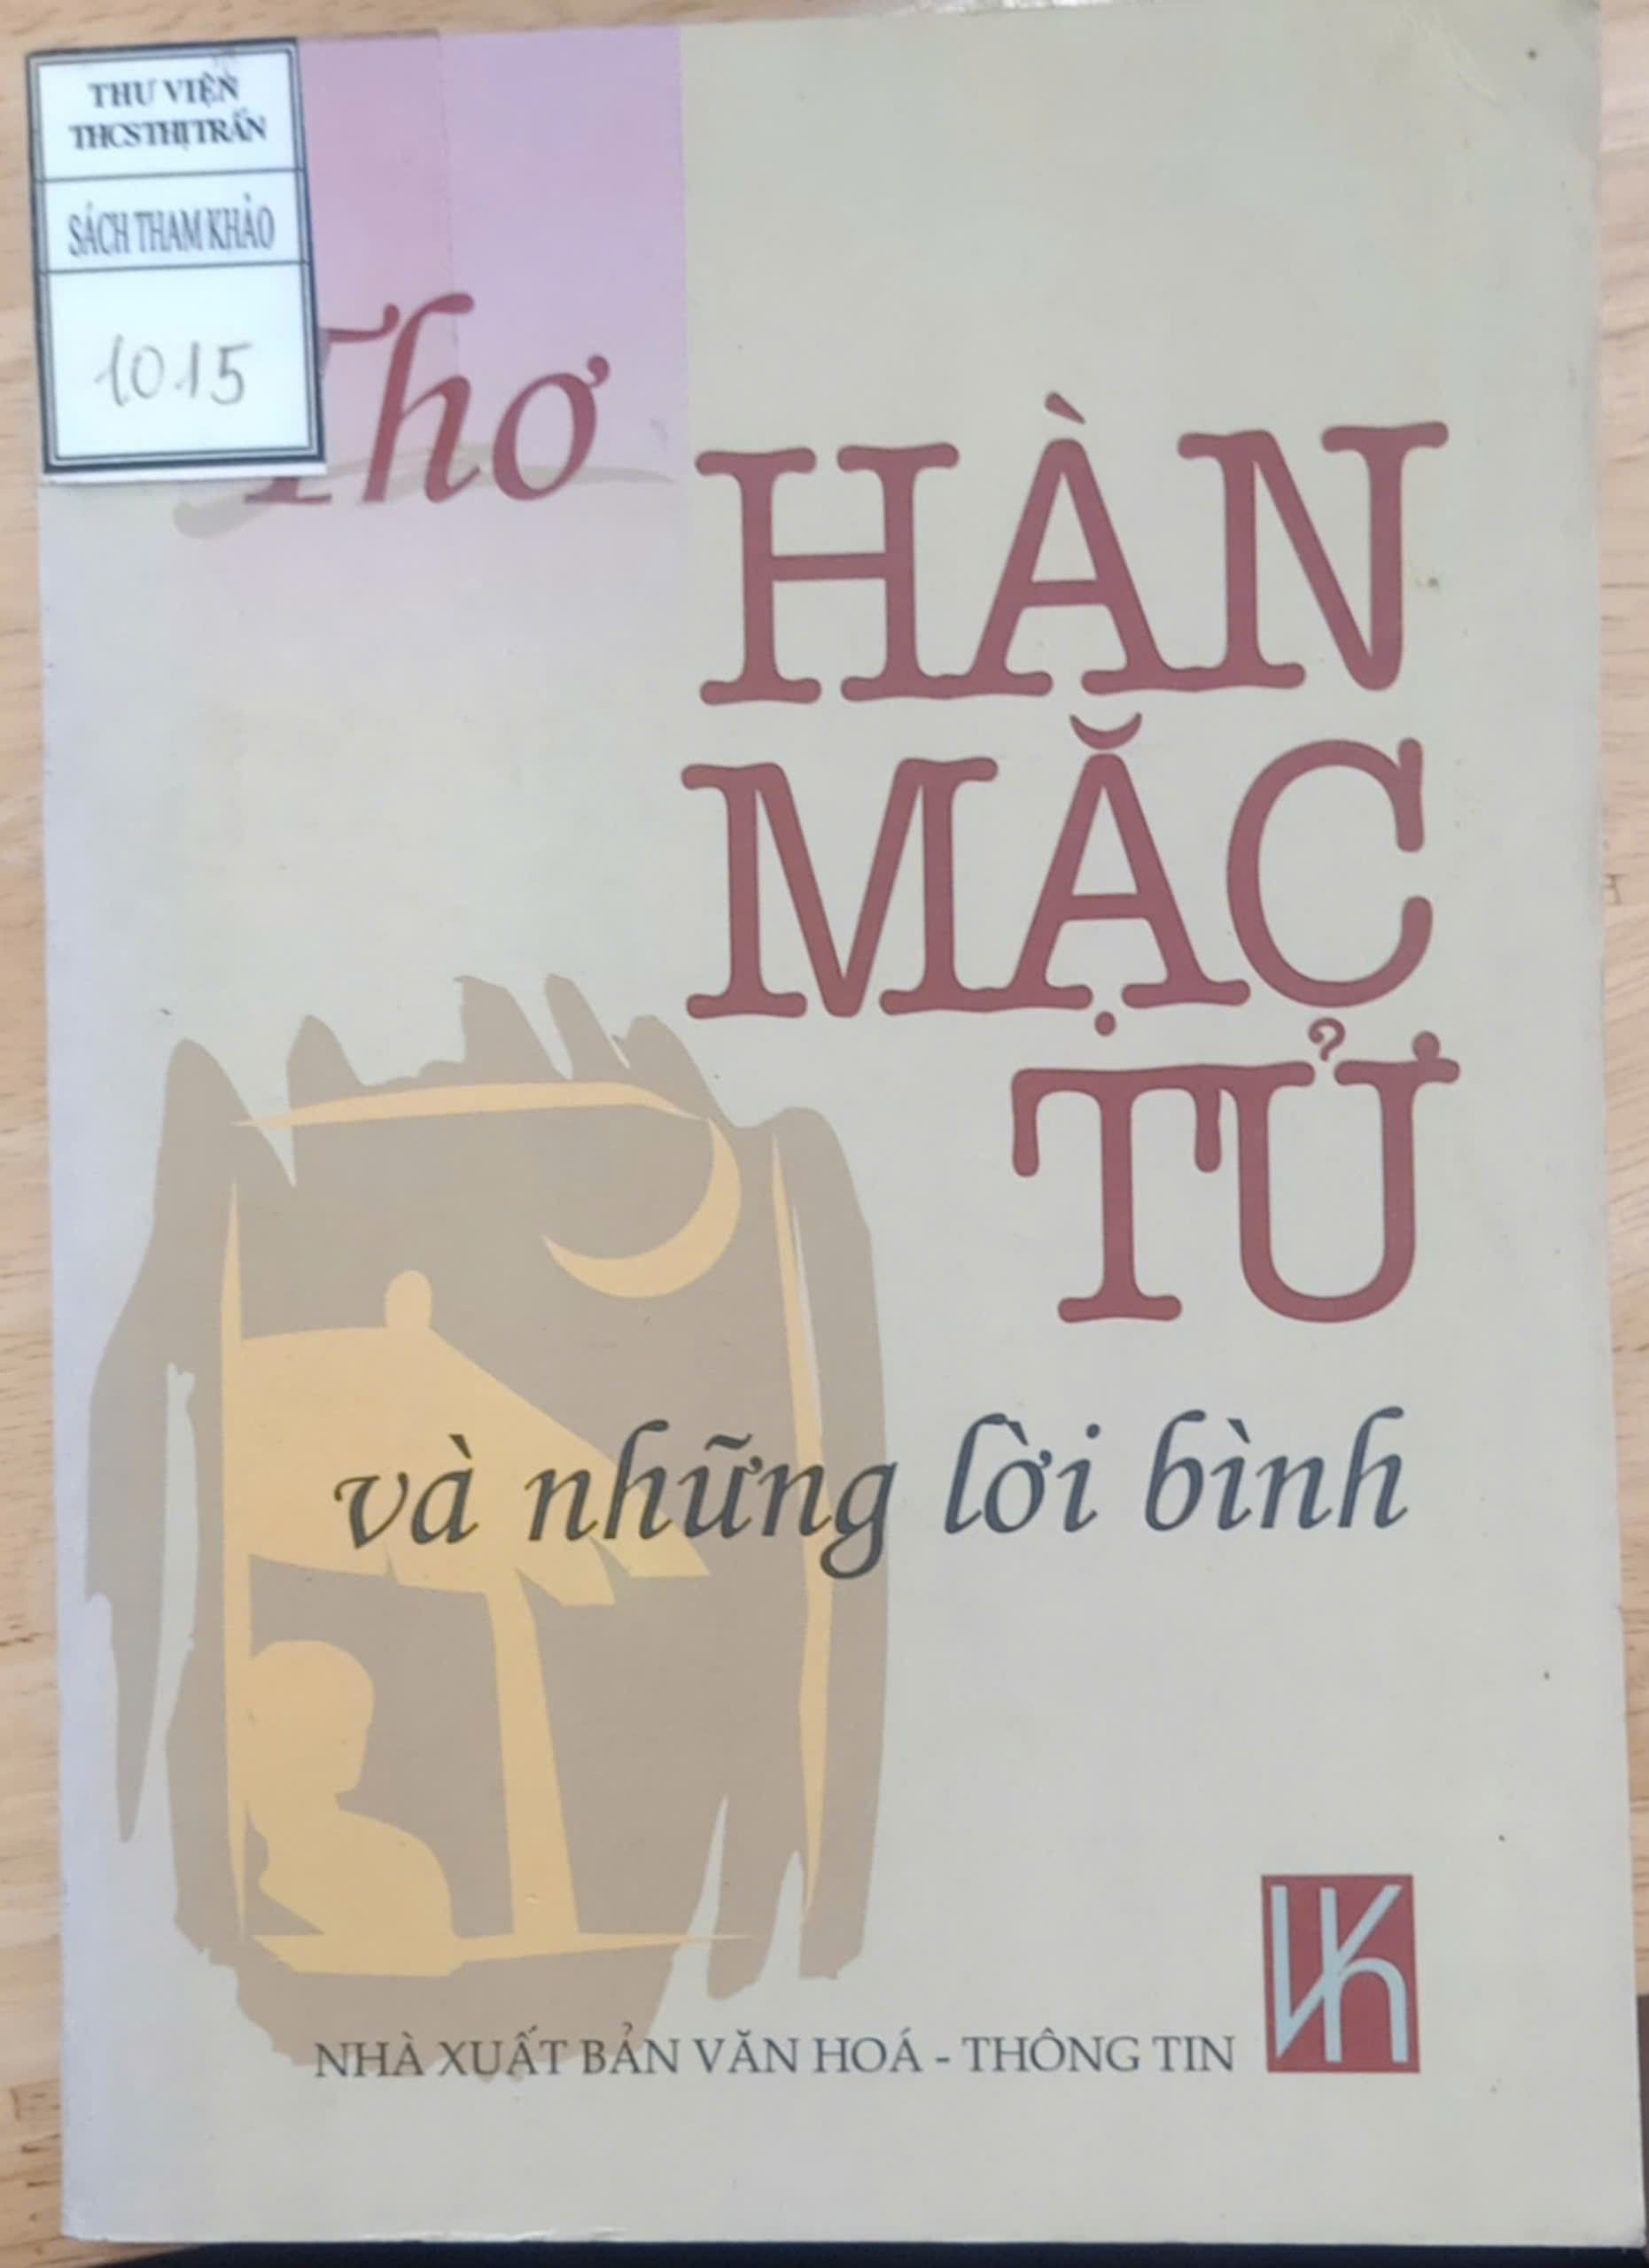 THƯ VIỆN
THCS THỊ TRẤN
SÁCH THAM KHẢO
1015
Thơ
HÀN
MẶC
TỬ
và những lời bình
NHÀ XUẤT BẢN VĂN HOÁ - THÔNG TIN